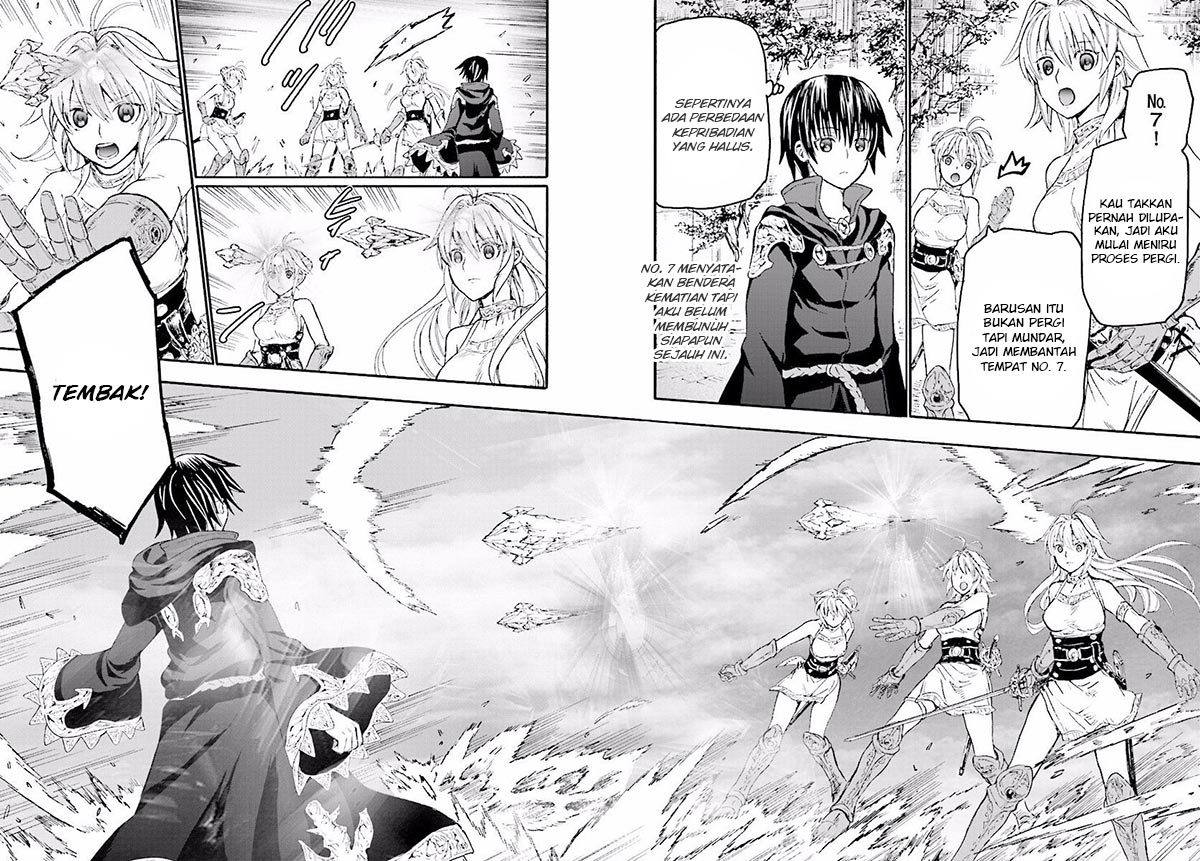 No.
7!
KAU TAKKAN
PERNAH DILUPA-
KAN, JADI AKU
MULAI MENIRU
PROSES PERGI.
BARUSAN ITU
BUKAN PERGI
TAPI MUNDAR,
JADI MEMBANTAH
TEMPAT NO. 7.
SEPERTINYA
ADA PERBEDAAN
KEPRIBADIAN
YANG HALUS.
NO. 7 MENYATA-
KAN BENDERA
KEMATIAN TAPI
AKU BELUM
MEMBUNUH
SIAPAPUN
SEJAUH INI.
TEMBAK!